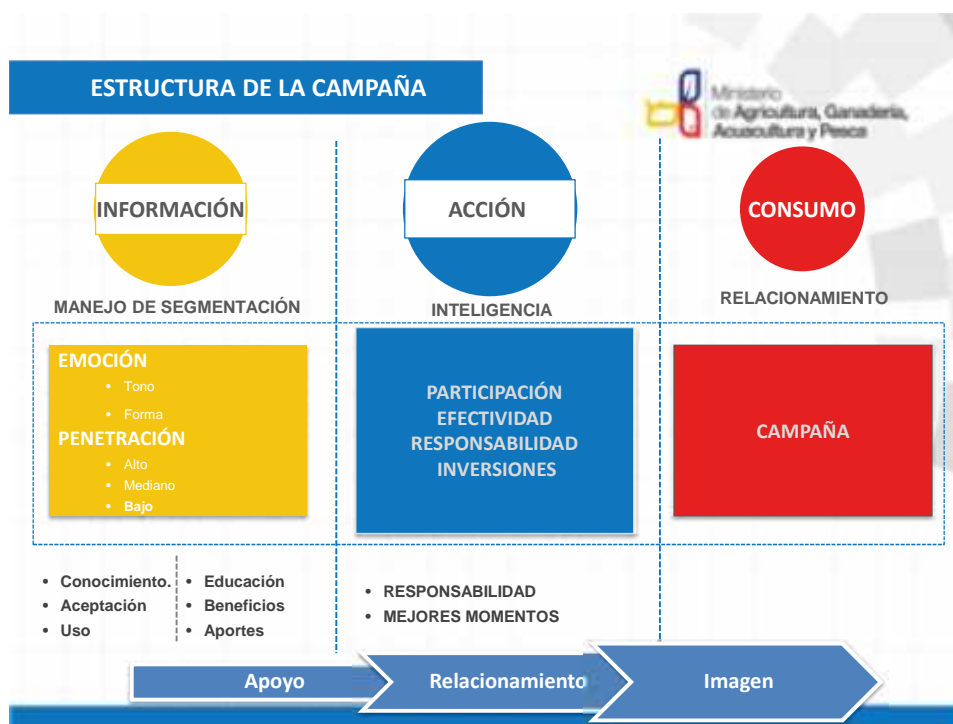 ESTRUCTURA DE LA CAMPAÑA
Ministerio
de Agricultura, Ganadería,
Acuacultura y Pesca
INFORMACIÓN
MANEJO DE SEGMENTACIÓN
EMOCIÓN
• Tono
• Forma
PENETRACIÓN
• Alto
• Mediano
• Bajo
• Conocimiento.
• Aceptación
• Uso
• Educación
• Beneficios
• Aportes
ACCIÓN
INTELIGENCIA
PARTICIPACIÓN
EFECTIVIDAD
RESPONSABILIDAD
INVERSIONES
• RESPONSABILIDAD
• MEJORES MOMENTOS
CONSUMO
RELACIONAMIENTO
CAMPAÑA
Apoyo
Relacionamiento
Imagen